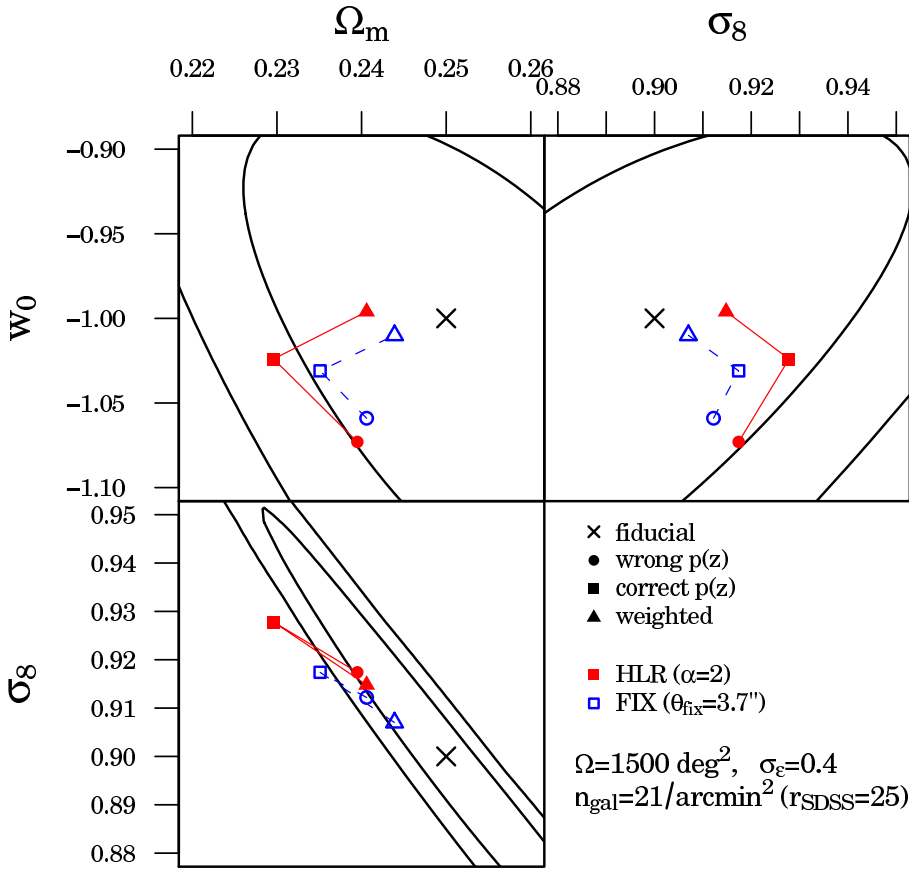 Ωm σ8
0.22 0.23 0.24 0.25 0.26
0.88 0.90 0.92 0.94
−0.90
−0.95
−1.00
−1.05
−1.10
w0
0.95
0.94
0.93
0.92
0.91
0.90
0.89
0.88
σ8
fiducial
wrong p(z)
correct p(z)
weighted
HLR (α=2)
FIX (θfix=3.7")
Ω=1500 deg², σε=0.4
ngal=21/arcmin² (rSDSS=25)